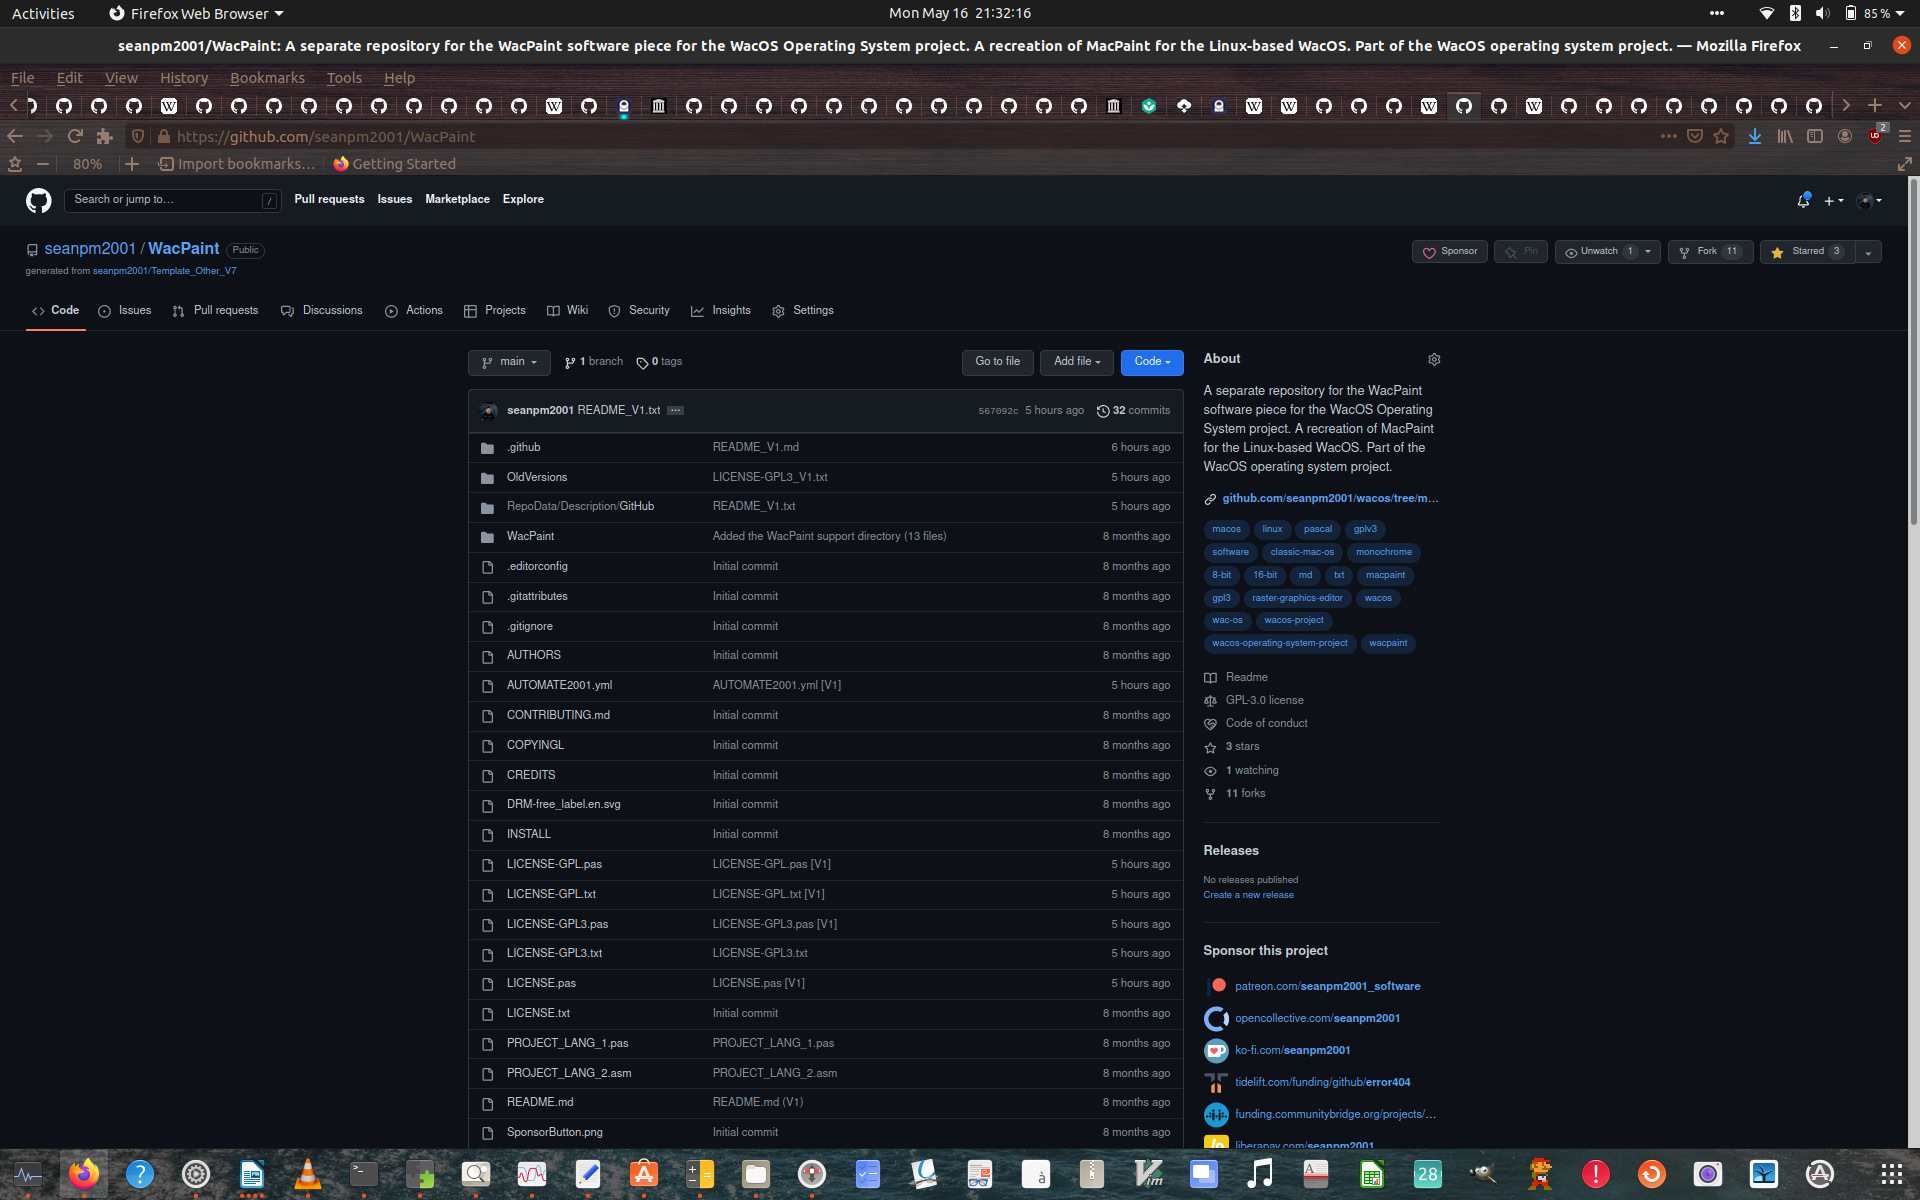 Activities
Firefox Web Browser
Mon May 16  21:32:16
85 %
seanpm2001/WacPaint: A separate repository for the WacPaint software piece for the WacOS Operating System project. A recreation of MacPaint for the Linux-based WacOS. Part of the WacOS operating system project. — Mozilla Firefox
File Edit View History Bookmarks Tools Help
https://github.com/seanpm2001/WacPaint
2
80%
Import bookmarks...
Getting Started
Search or jump to...
/
Pull requests Issues Marketplace Explore
seanpm2001 / WacPaint Public
generated from seanpm2001/Template_Other_V7
Sponsor
Pin
Unwatch 1
Fork 11
Starred 3
Code Issues Pull requests Discussions Actions Projects Wiki Security Insights Settings
main
1 branch
0 tags
Go to file
Add file
Code
seanpm2001 README_V1.txt ...
567092c 5 hours ago
32 commits
.github README_V1.md 6 hours ago
OldVersions LICENSE-GPL3_V1.txt 5 hours ago
RepoData/Description/GitHub README_V1.txt 5 hours ago
WacPaint Added the WacPaint support directory (13 files) 8 months ago
.editorconfig Initial commit 8 months ago
.gitattributes Initial commit 8 months ago
.gitignore Initial commit 8 months ago
AUTHORS Initial commit 8 months ago
AUTOMATE2001.yml AUTOMATE2001.yml [V1] 5 hours ago
CONTRIBUTING.md Initial commit 8 months ago
COPYINGL Initial commit 8 months ago
CREDITS Initial commit 8 months ago
DRM-free_label.en.svg Initial commit 8 months ago
INSTALL Initial commit 8 months ago
LICENSE-GPL.pas LICENSE-GPL.pas [V1] 5 hours ago
LICENSE-GPL.txt LICENSE-GPL.txt [V1] 5 hours ago
LICENSE-GPL3.pas LICENSE-GPL3.pas [V1] 5 hours ago
LICENSE-GPL3.txt LICENSE-GPL3.txt 5 hours ago
LICENSE.pas LICENSE.pas [V1] 5 hours ago
LICENSE.txt Initial commit 8 months ago
PROJECT_LANG_1.pas PROJECT_LANG_1.pas 8 months ago
PROJECT_LANG_2.asm PROJECT_LANG_2.asm 8 months ago
README.md README.md (V1) 8 months ago
SponsorButton.png Initial commit 8 months ago
About
A separate repository for the WacPaint
software piece for the WacOS Operating
System project. A recreation of MacPaint
for the Linux-based WacOS. Part of the
WacOS operating system project.
github.com/seanpm2001/wacos/tree/m...
macos linux pascal gplv3
software classic-mac-os monochrome
8-bit 16-bit md txt macpaint
gpl3 raster-graphics-editor wacos
wac-os wacos-project
wacos-operating-system-project wacpaint
Readme
GPL-3.0 license
Code of conduct
3 stars
1 watching
11 forks
Releases
No releases published
Create a new release
Sponsor this project
patreon.com/seanpm2001_software
opencollective.com/seanpm2001
ko-fi.com/seanpm2001
tidelift.com/funding/github/error404
funding.communitybridge.org/projects/...
liberapay.com/seanpm2001
28